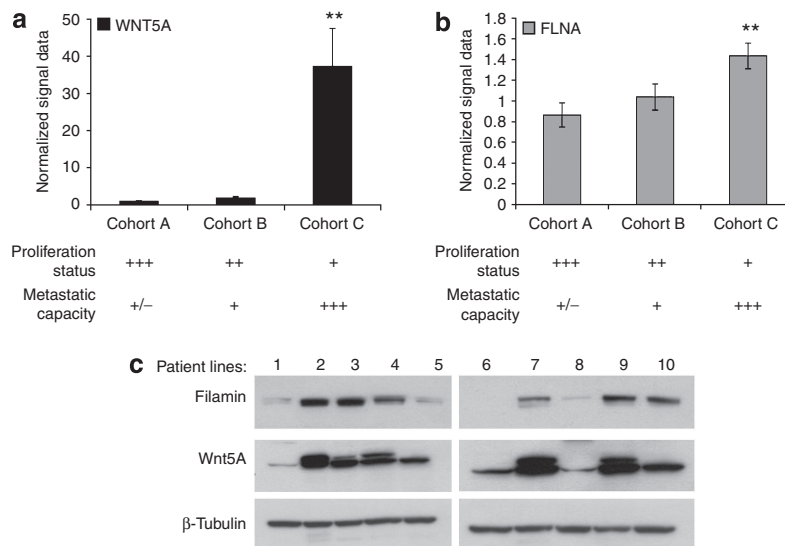 a
WNT5A
**
Normalized signal data
50
40
30
20
10
0
Cohort A Cohort B Cohort C
Proliferation status +++ ++ +
Metastatic capacity +/− + +++
b
FLNA
**
Normalized signal data
1.8
1.6
1.4
1.2
1
0.8
0.6
0.4
0.2
0
Cohort A Cohort B Cohort C
Proliferation status +++ ++ +
Metastatic capacity +/− + +++
c
Patient lines: 1 2 3 4 5 6 7 8 9 10
Filamin
Wnt5A
β-Tubulin